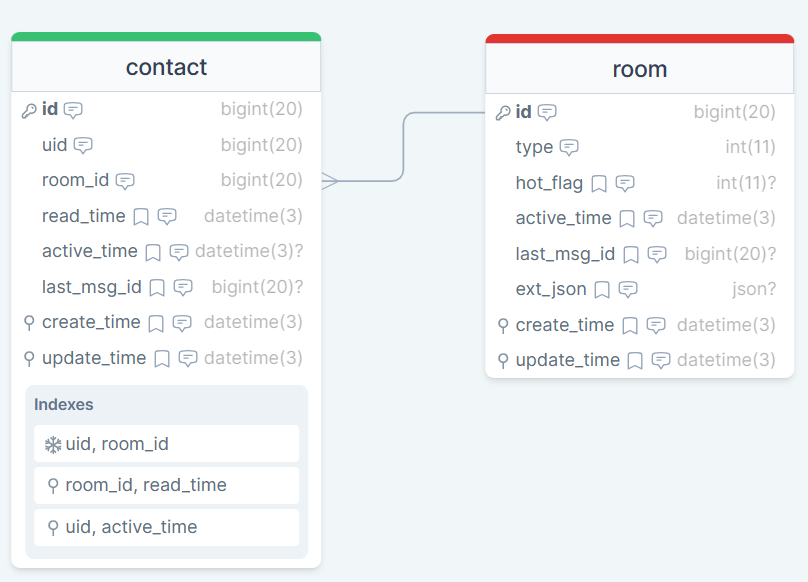 contact
id bigint(20)
uid bigint(20)
room_id bigint(20)
read_time datetime(3)
active_time datetime(3)?
last_msg_id bigint(20)?
create_time datetime(3)
update_time datetime(3)
Indexes
uid, room_id
room_id, read_time
uid, active_time
room
id bigint(20)
type int(11)
hot_flag int(11)?
active_time datetime(3)
last_msg_id bigint(20)?
ext_json json?
create_time datetime(3)
update_time datetime(3)